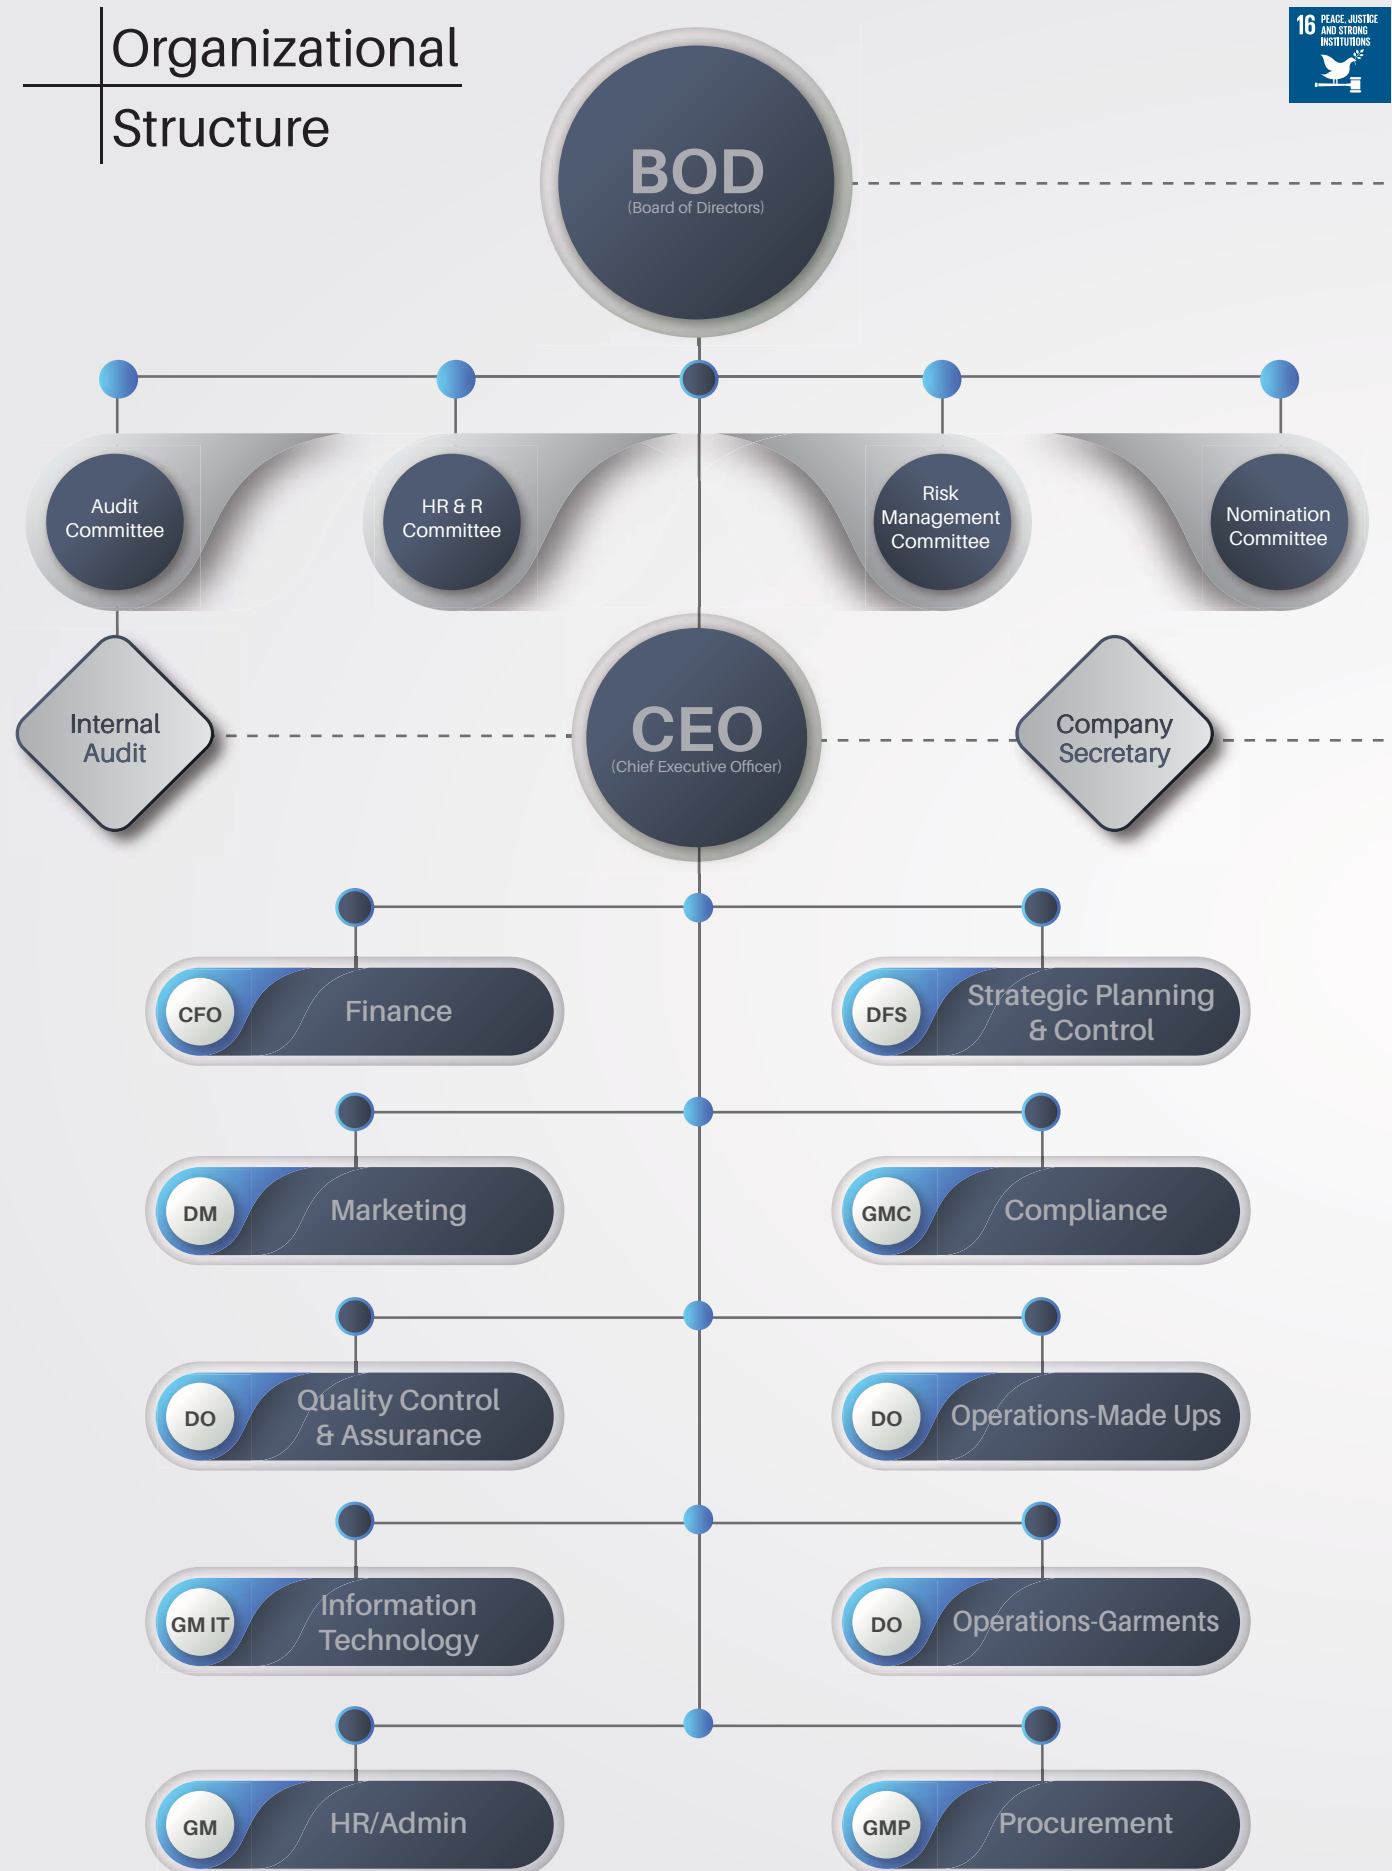 Organizational
Structure
16 PEACE, JUSTICE
AND STRONG
INSTITUTIONS
BOD
(Board of Directors)
Audit
Committee
HR & R
Committee
Risk
Management
Committee
Nomination
Committee
Internal
Audit
CEO
(Chief Executive Officer)
Company
Secretary
CFO
Finance
DFS
Strategic Planning
& Control
DM
Marketing
GMC
Compliance
DO
Quality Control
& Assurance
DO
Operations-Made Ups
GM IT
Information
Technology
DO
Operations-Garments
GM
HR/Admin
GMP
Procurement